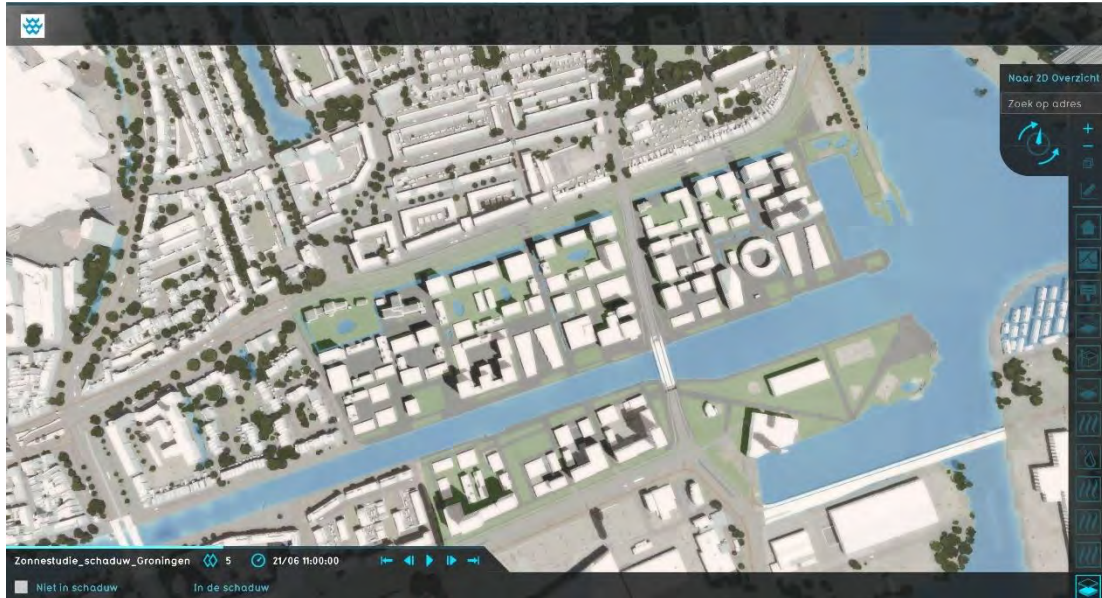 Naar 2D Overzicht
Zoek op adres
Zonnestudie_schaduw_Groningen 5 21/06 11:00:00
Niet in schaduw In de schaduw